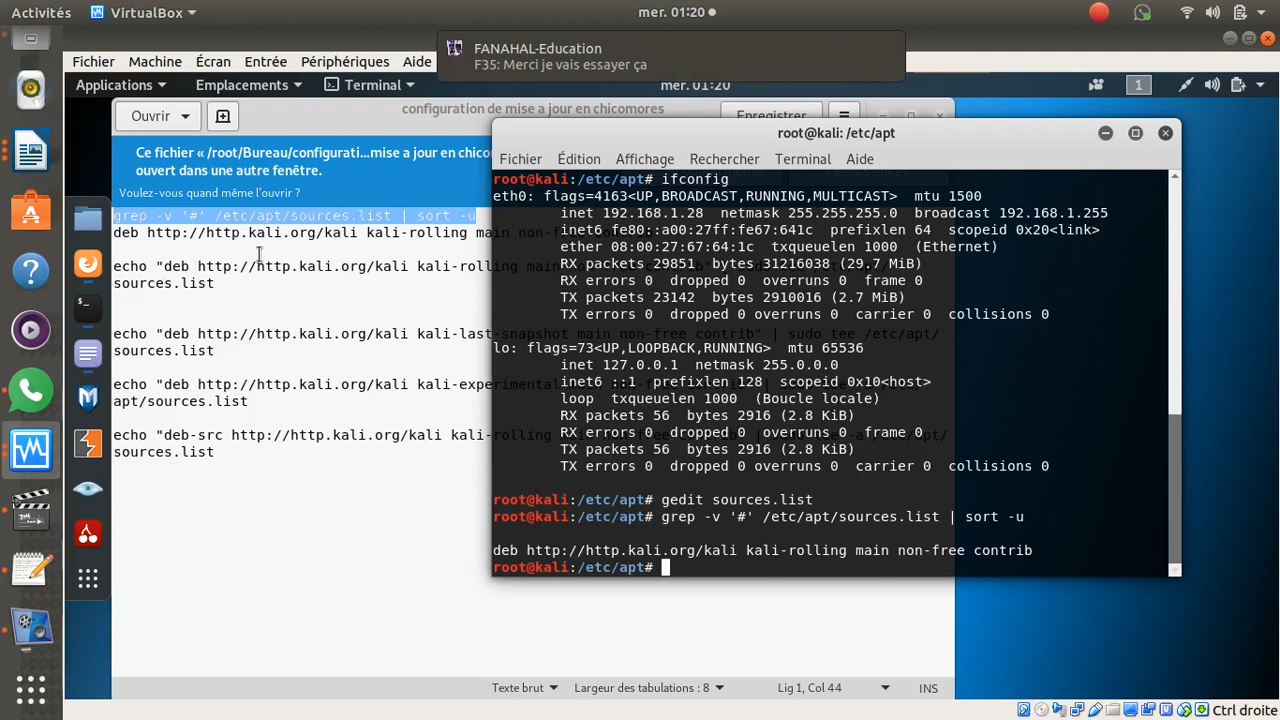 Activités VirtualBox mer. 01:20
FANAHAL-Education
F35: Merci je vais essayer ça
Fichier Machine Écran Entrée Périphériques Aide
Applications Emplacements Terminal mer. 01:20 1
Ouvrir configuration de mise a jour en chicomores Enregistrer
Ce fichier « /root/Bureau/configurati...mise a jour en chico
ouvert dans une autre fenêtre.
Voulez-vous quand même l'ouvrir ?
grep -v '#' /etc/apt/sources.list | sort -u
deb http://http.kali.org/kali kali-rolling main non-free
echo "deb http://http.kali.org/kali kali-rolling main
sources.list
echo "deb http://http.kali.org/kali kali-last-snapshot main non-free contrib" | sudo tee /etc/apt/
sources.list
echo "deb http://http.kali.org/kali kali-experimental
apt/sources.list
echo "deb-src http://http.kali.org/kali kali-rolling
sources.list
root@kali: /etc/apt
Fichier Édition Affichage Rechercher Terminal Aide
root@kali:/etc/apt# ifconfig
eth0: flags=4163<UP,BROADCAST,RUNNING,MULTICAST> mtu 1500
inet 192.168.1.28 netmask 255.255.255.0 broadcast 192.168.1.255
inet6 fe80::a00:27ff:fe67:641c prefixlen 64 scopeid 0x20<link>
ether 08:00:27:67:64:1c txqueuelen 1000 (Ethernet)
RX packets 29851 bytes 31216038 (29.7 MiB)
RX errors 0 dropped 0 overruns 0 frame 0
TX packets 23142 bytes 2910016 (2.7 MiB)
TX errors 0 dropped 0 overruns 0 carrier 0 collisions 0
lo: flags=73<UP,LOOPBACK,RUNNING> mtu 65536
inet 127.0.0.1 netmask 255.0.0.0
inet6 ::1 prefixlen 128 scopeid 0x10<host>
loop txqueuelen 1000 (Boucle locale)
RX packets 56 bytes 2916 (2.8 KiB)
RX errors 0 dropped 0 overruns 0 frame 0
TX packets 56 bytes 2916 (2.8 KiB)
TX errors 0 dropped 0 overruns 0 carrier 0 collisions 0
root@kali:/etc/apt# gedit sources.list
root@kali:/etc/apt# grep -v '#' /etc/apt/sources.list | sort -u
deb http://http.kali.org/kali kali-rolling main non-free contrib
root@kali:/etc/apt#
Texte brut Largeur des tabulations : 8 Lig 1, Col 44 INS
Ctrl droite